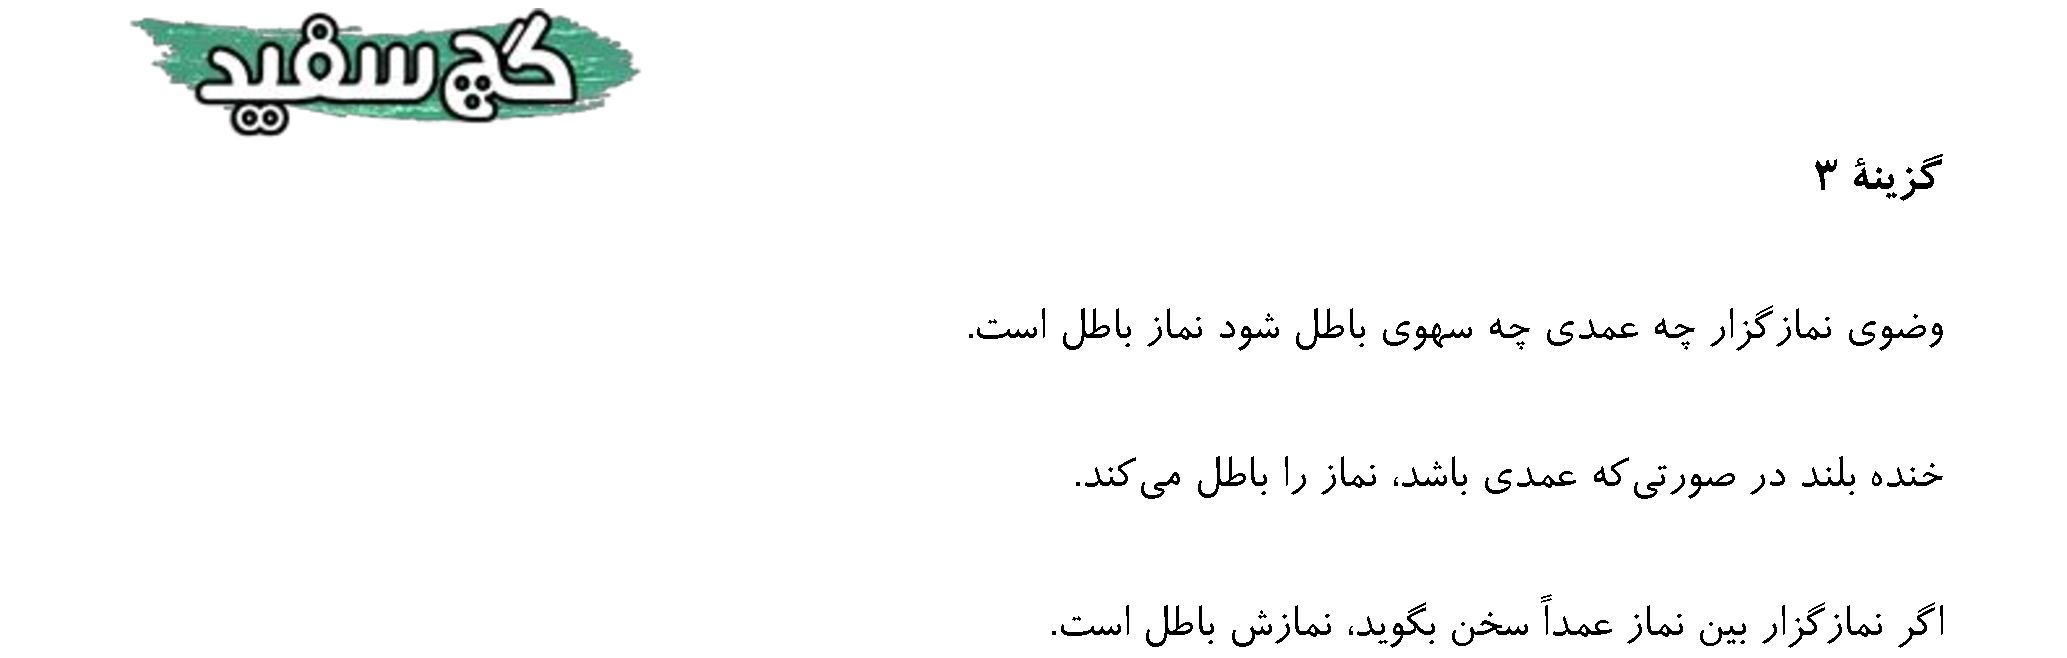 گچ سفید
گزینهٔ ۳
وضوی نمازگزار چه عمدی چه سهوی باطل شود نماز باطل است.
خنده بلند در صورتی‌که عمدی باشد، نماز را باطل می‌کند.
اگر نمازگزار بین نماز عمداً سخن بگوید، نمازش باطل است.